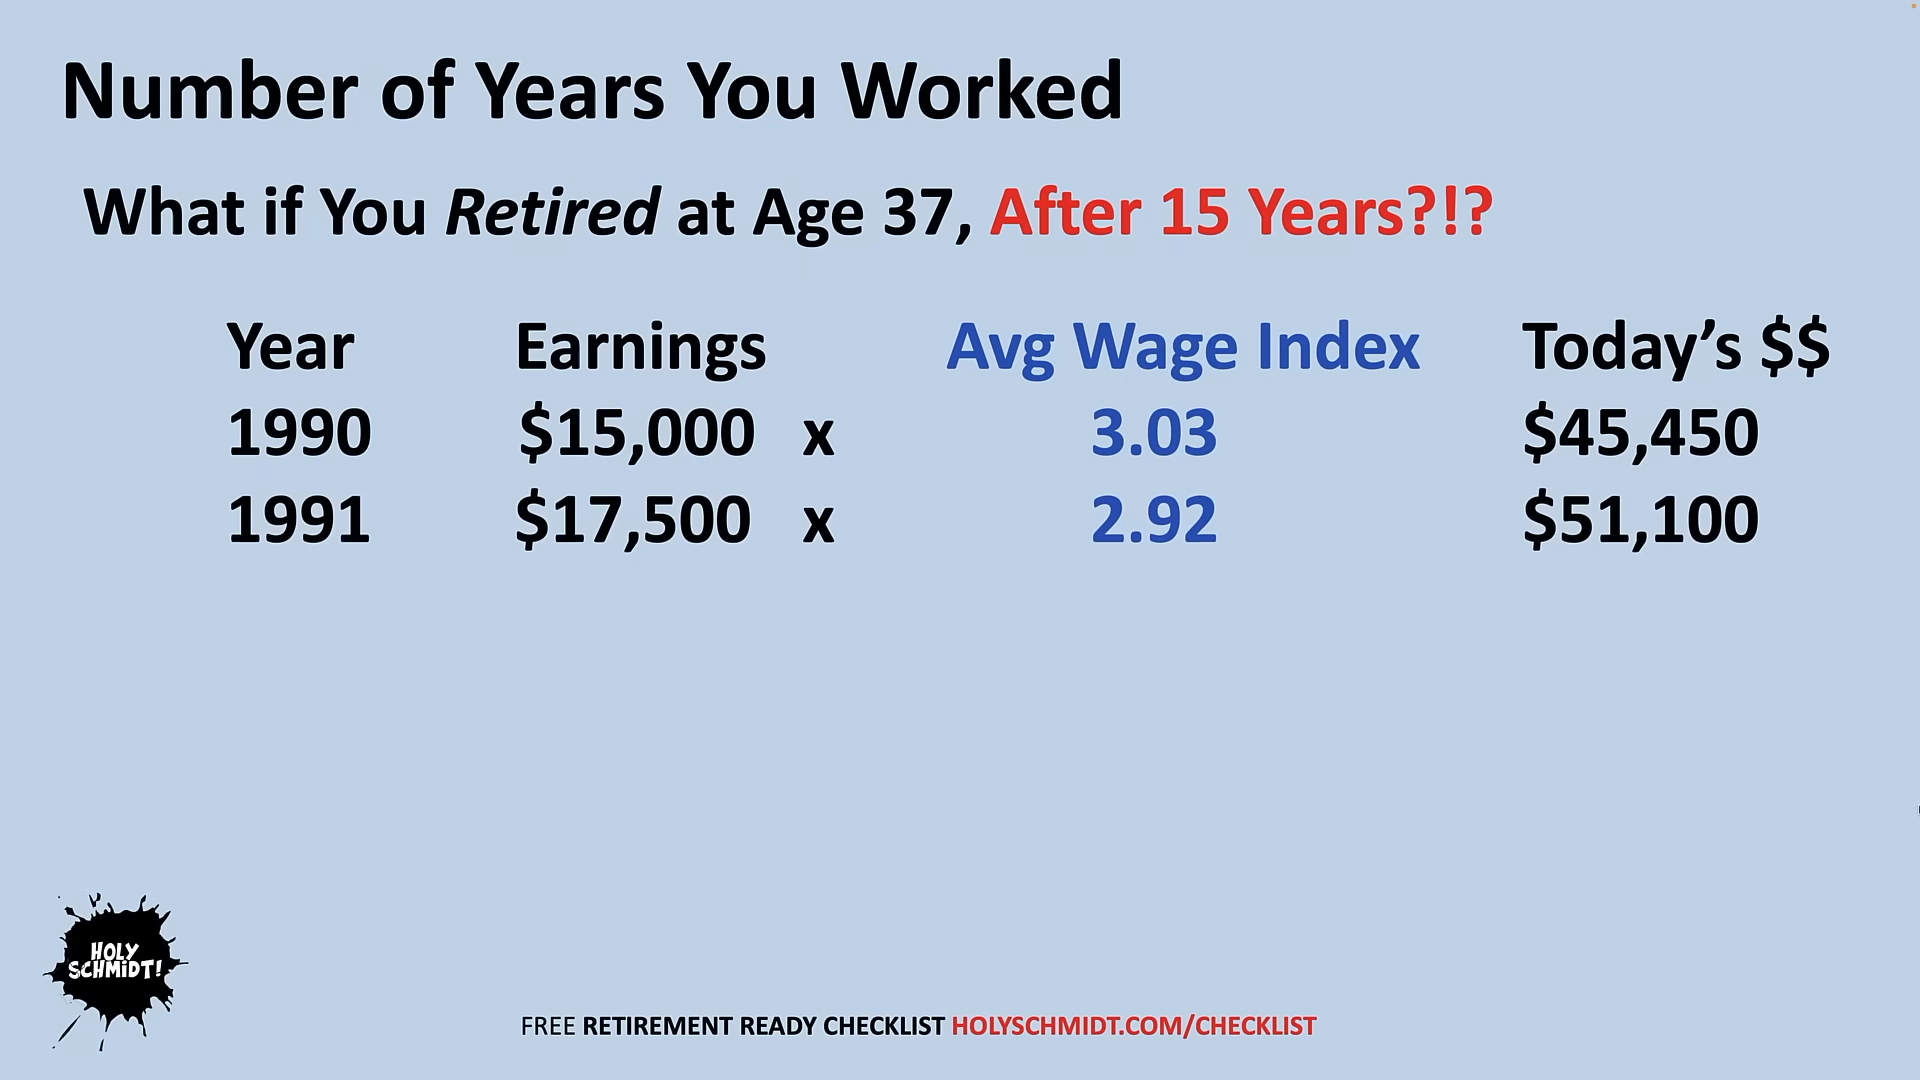 Number of Years You Worked
What if You Retired at Age 37, After 15 Years?!?
Year Earnings Avg Wage Index Today’s $$
1990 $15,000 x 3.03 $45,450
1991 $17,500 x 2.92 $51,100
HOLY
SCHMiDT!
FREE RETIREMENT READY CHECKLIST HOLYSCHMIDT.COM/CHECKLIST